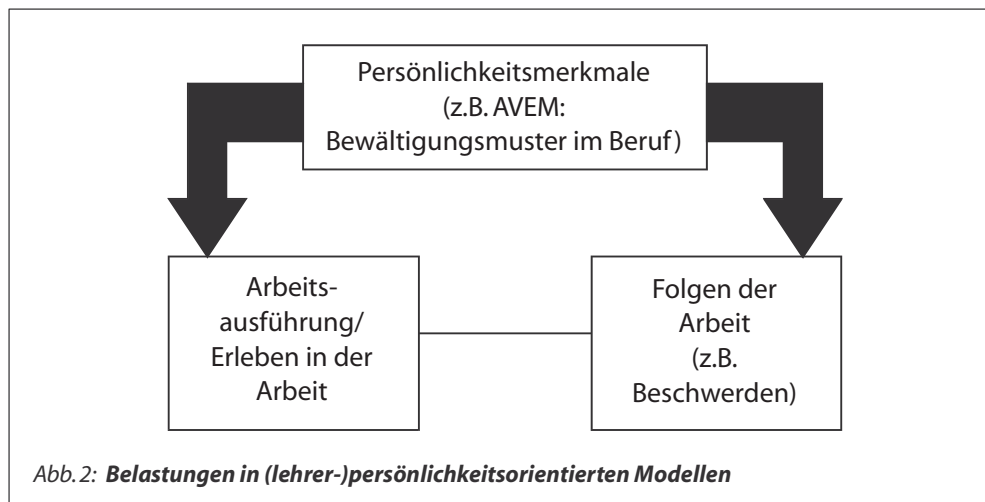 Persönlichkeitsmerkmale
(z.B. AVEM:
Bewältigungsmuster im Beruf)
Arbeits-
ausführung/
Erleben in der
Arbeit
Folgen der
Arbeit
(z.B.
Beschwerden)
Abb. 2: Belastungen in (lehrer-)persönlichkeitsorientierten Modellen